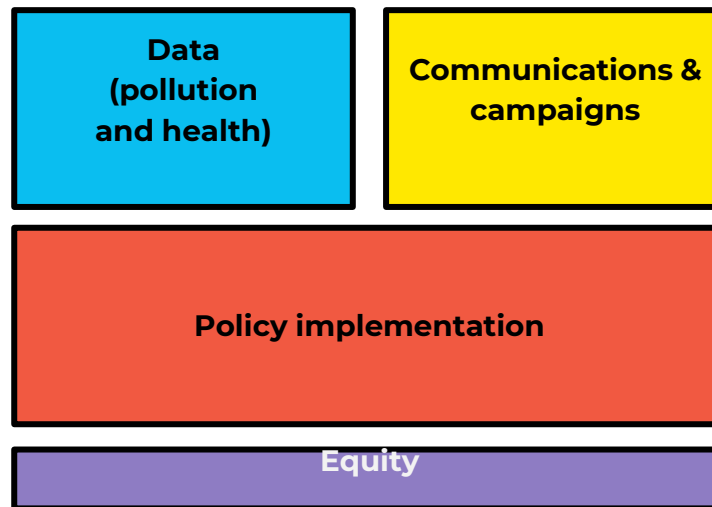 Data
(pollution
and health)
Communications &
campaigns
Policy implementation
Equity